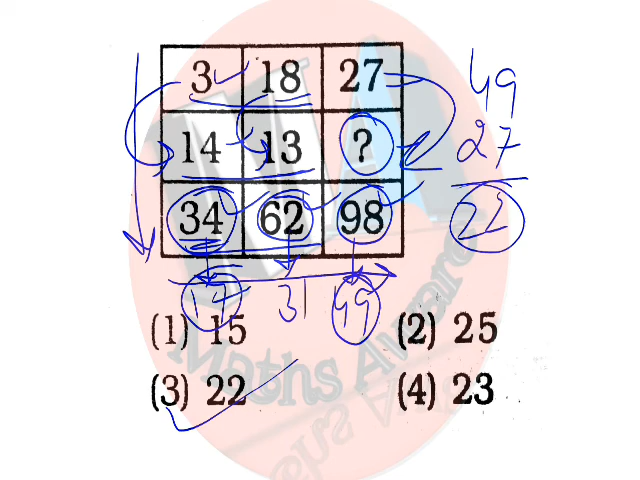 3 18 27 49
14 13 ? 27
34 62 98 22
17 31 49
(1) 15 (2) 25
(3) 22 (4) 23
Maths Aware